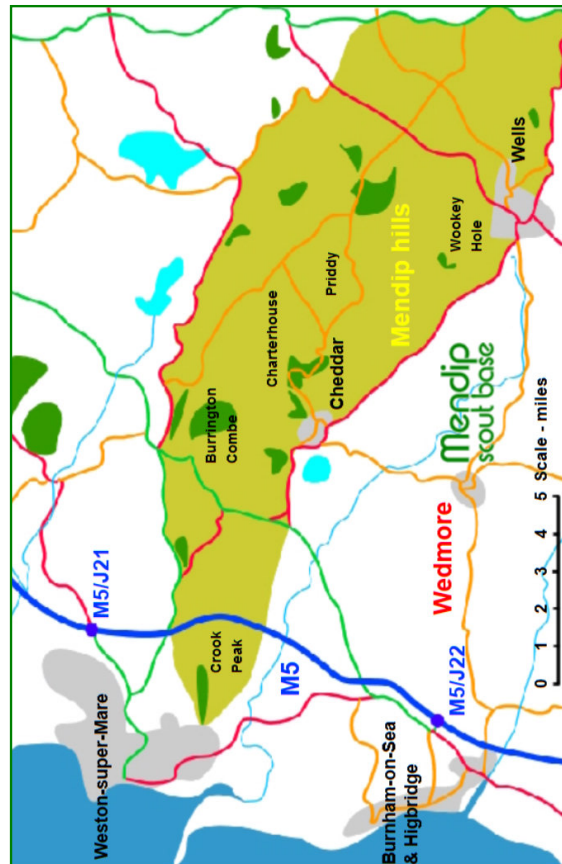 Weston-super-Mare
M5/J21
Crook
Peak
Burrington
Combe
Charterhouse
Priddy
Cheddar
Mendip hills
Wookey
Hole
Wells
M5
Burnham-on-Sea
& Higbridge
M5/J22
Wedmore
Mendip
scout base
0 1 2 3 4 5 Scale - miles